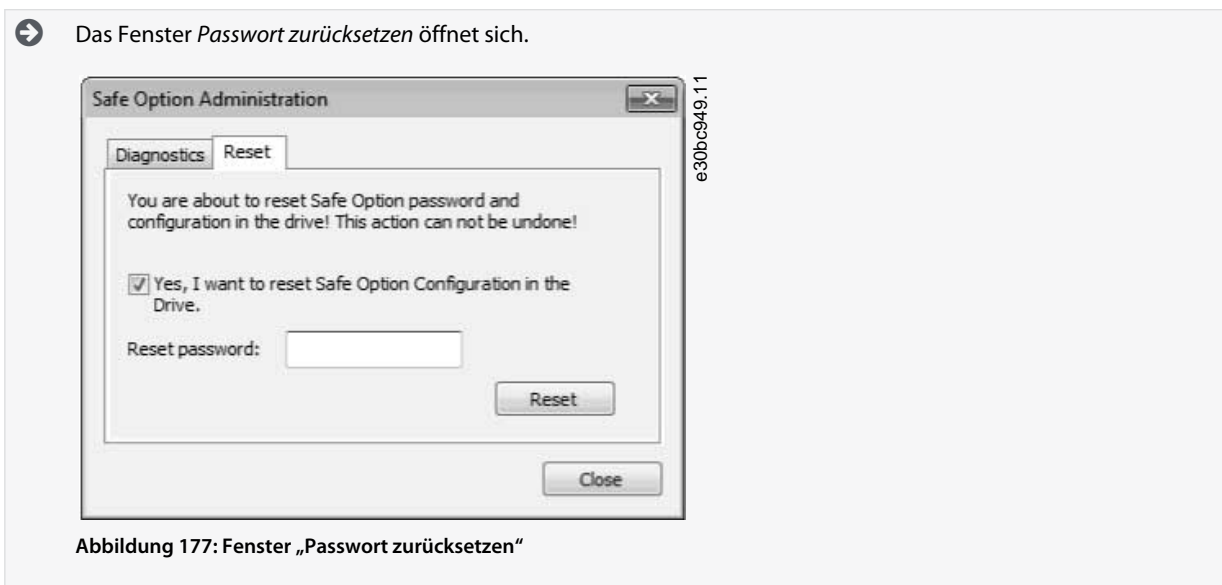 Das Fenster Passwort zurücksetzen öffnet sich.
Safe Option Administration
e30bc949.11
Diagnostics
Reset
You are about to reset Safe Option password and
configuration in the drive! This action can not be undone!
Yes, I want to reset Safe Option Configuration in the
Drive.
Reset password:
Reset
Close
Abbildung 177: Fenster „Passwort zurücksetzen“